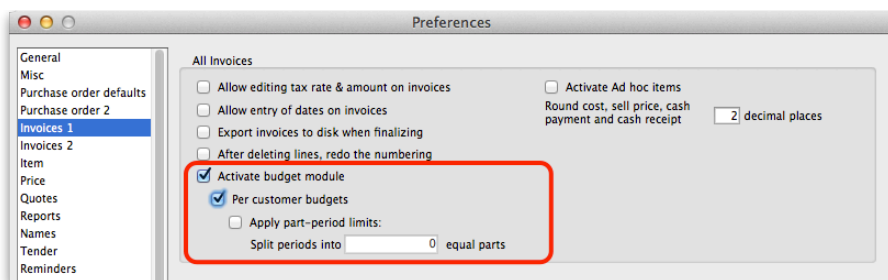 Preferences
General
Misc
Purchase order defaults
Purchase order 2
Invoices 1
Invoices 2
Item
Price
Quotes
Reports
Names
Tender
Reminders
All Invoices
Allow editing tax rate & amount on invoices
Allow entry of dates on invoices
Export invoices to disk when finalizing
After deleting lines, redo the numbering
Activate budget module
Per customer budgets
Apply part-period limits:
Split periods into 0 equal parts
Activate Ad hoc items
Round cost, sell price, cash
payment and cash receipt 2 decimal places